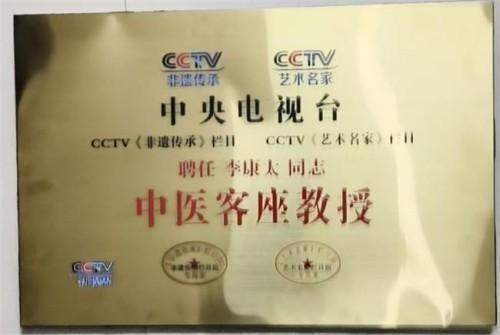 CCTV CCTV
非遗传承 艺术名家
中央电视台
CCTV《非遗传承》栏目 CCTV《艺术名家》栏目
聘任 李康太 同志
中医客座教授
CCTV